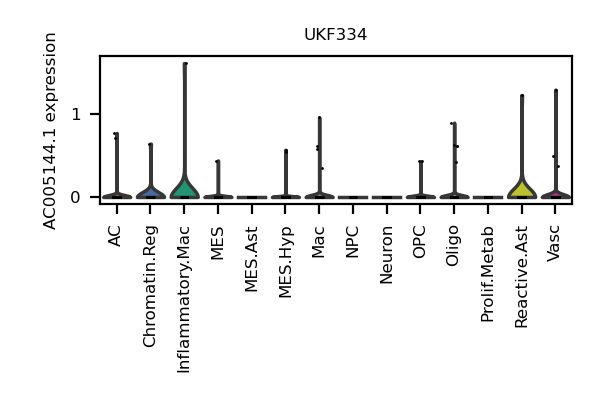 UKF334
AC005144.1 expression
1
0
AC
Chromatin.Reg
Inflammatory.Mac
MES
MES.Ast
MES.Hyp
Mac
NPC
Neuron
OPC
Oligo
Prolif.Metab
Reactive.Ast
Vasc